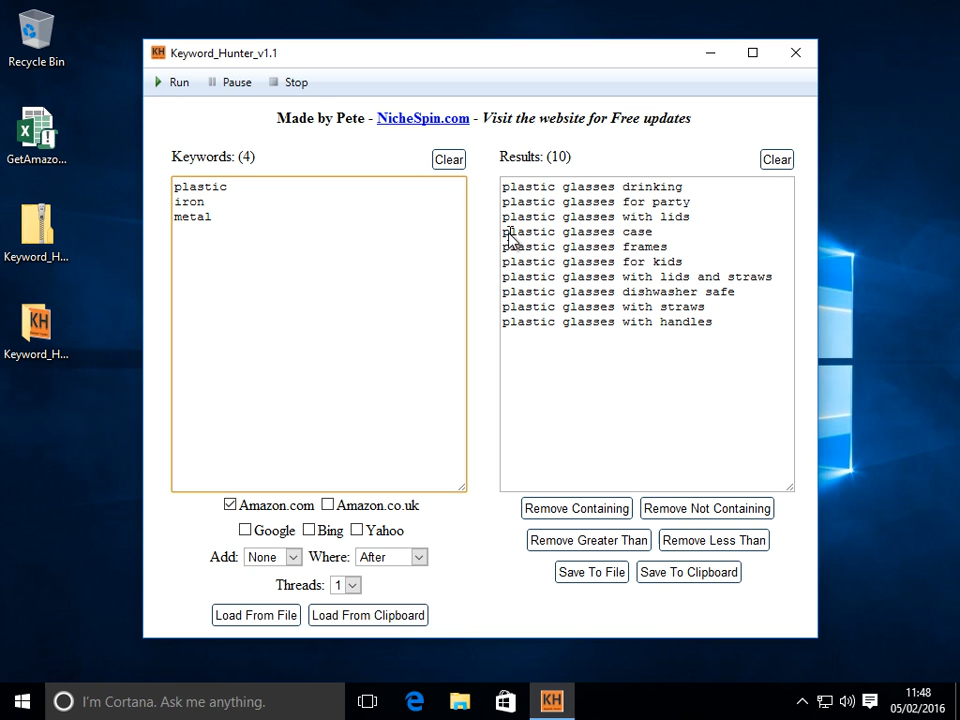 Recycle Bin
GetAmazo...
Keyword_H...
Keyword_H...
KH
KH Keyword_Hunter_v1.1
Run Pause Stop
Made by Pete - NicheSpin.com - Visit the website for Free updates
Keywords: (4) Clear
plastic
iron
metal
Results: (10) Clear
plastic glasses drinking
plastic glasses for party
plastic glasses with lids
plastic glasses case
plastic glasses frames
plastic glasses for kids
plastic glasses with lids and straws
plastic glasses dishwasher safe
plastic glasses with straws
plastic glasses with handles
Amazon.com Amazon.co.uk
Google Bing Yahoo
Add: None Where: After
Threads: 1
Load From File Load From Clipboard
Remove Containing Remove Not Containing
Remove Greater Than Remove Less Than
Save To File Save To Clipboard
I'm Cortana. Ask me anything.
KH
11:48
05/02/2016